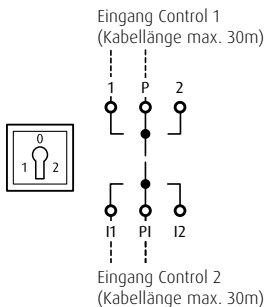 Eingang Control 1
(Kabellänge max. 30m)
1 P 2
0
1 2
I1 PI I2
Eingang Control 2
(Kabellänge max. 30m)